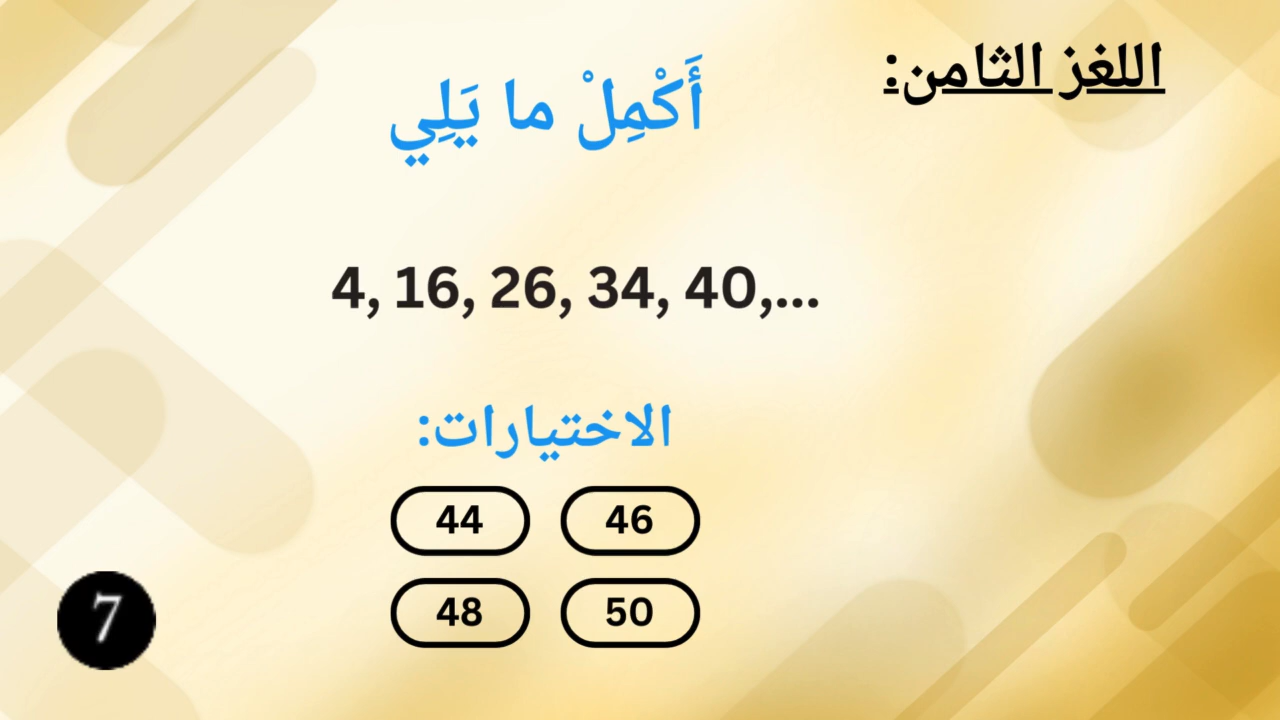 اللغز الثامن:
أَكْمِلْ ما يَلِي
4, 16, 26, 34, 40,...
الاختيارات:
44 46
48 50
7